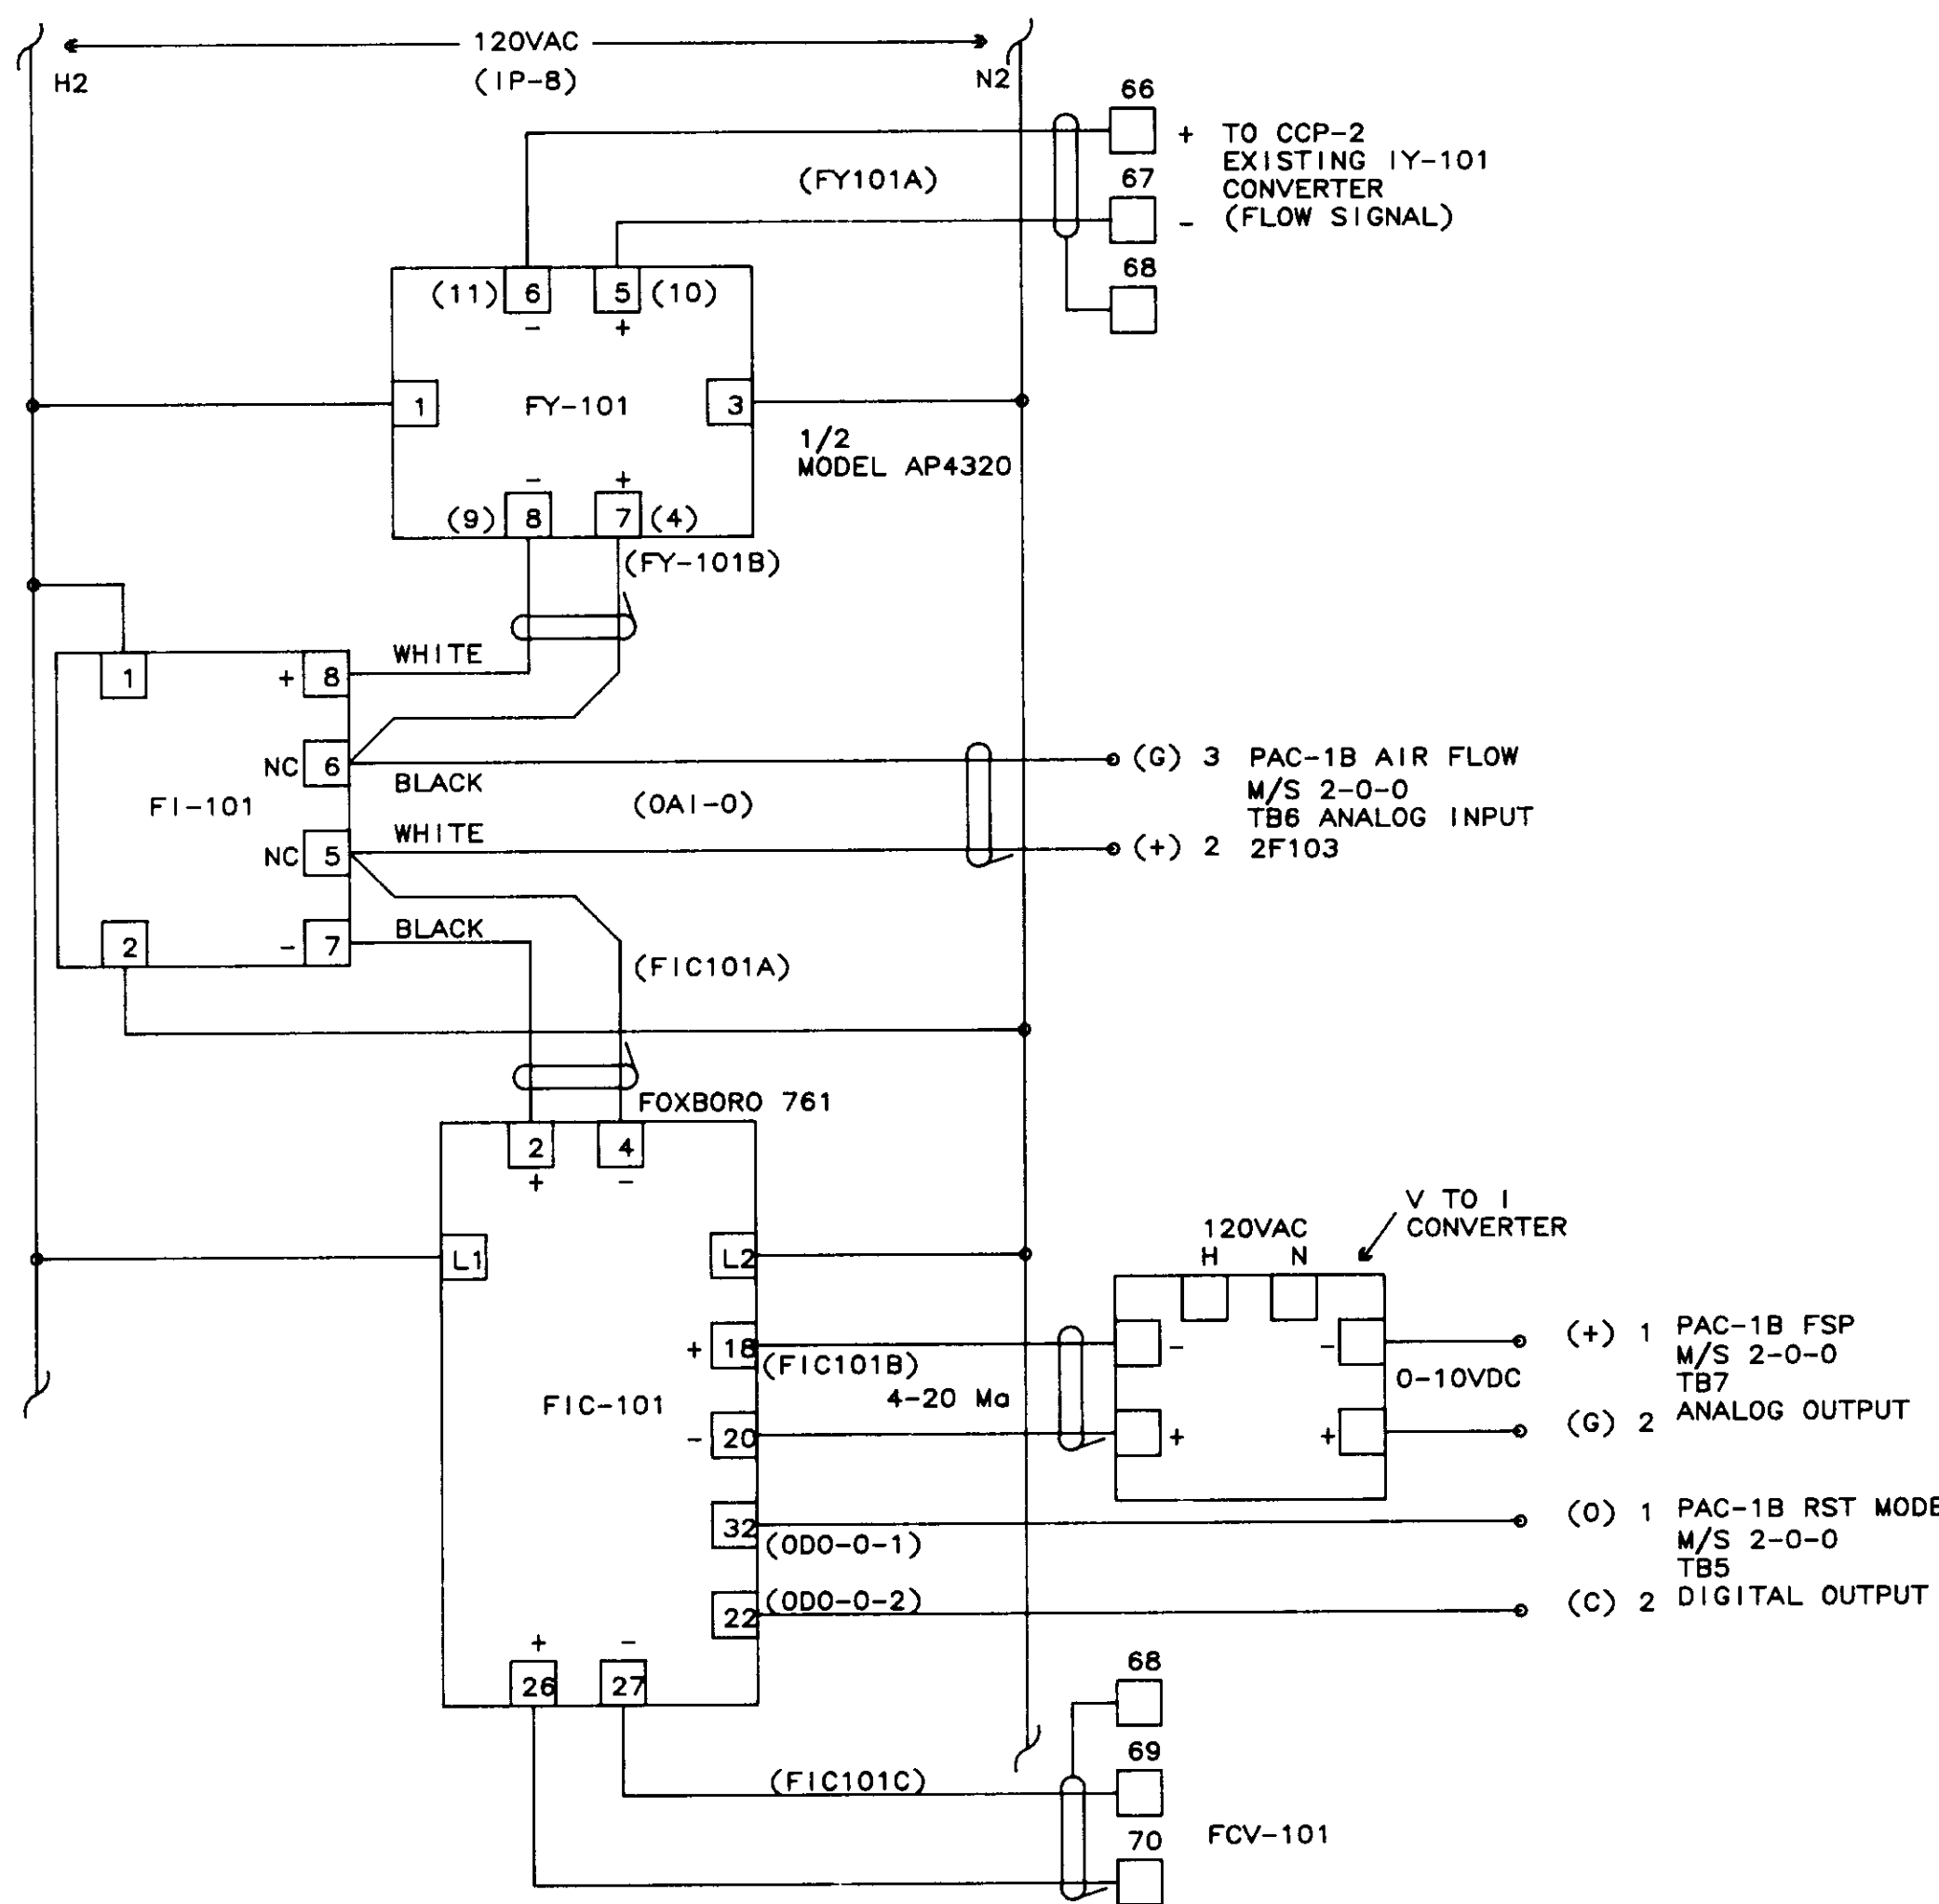 120VAC
(IP-8)
H2
N2
66
+ TO CCP-2
EXISTING IY-101
CONVERTER
(FLOW SIGNAL)
67
-
68
(FY101A)
(11) 6 5 (10)
- +
1 FY-101 3
1/2
MODEL AP4320
- +
(9) 8 7 (4)
(FY-101B)
WHITE
1 + 8
NC 6
BLACK
FI-101
(OAI-0)
WHITE
NC 5
BLACK
2 - 7
(G) 3 PAC-1B AIR FLOW
M/S 2-0-0
TB6 ANALOG INPUT
(+) 2 2F103
(FIC101A)
FOXBORO 761
2 4
+ -
L1 L2
V TO I
CONVERTER
120VAC
H N
+ 18
(FIC101B)
- -
(+) 1 PAC-1B FSP
M/S 2-0-0
TB7
ANALOG OUTPUT
(G) 2
0-10VDC
4-20 Ma
FIC-101
- 20
+ +
32
(ODO-0-1)
(O) 1 PAC-1B RST MODE
M/S 2-0-0
TB5
(C) 2 DIGITAL OUTPUT
22
(ODO-0-2)
+ -
26 27
68
69
(FIC101C)
70 FCV-101